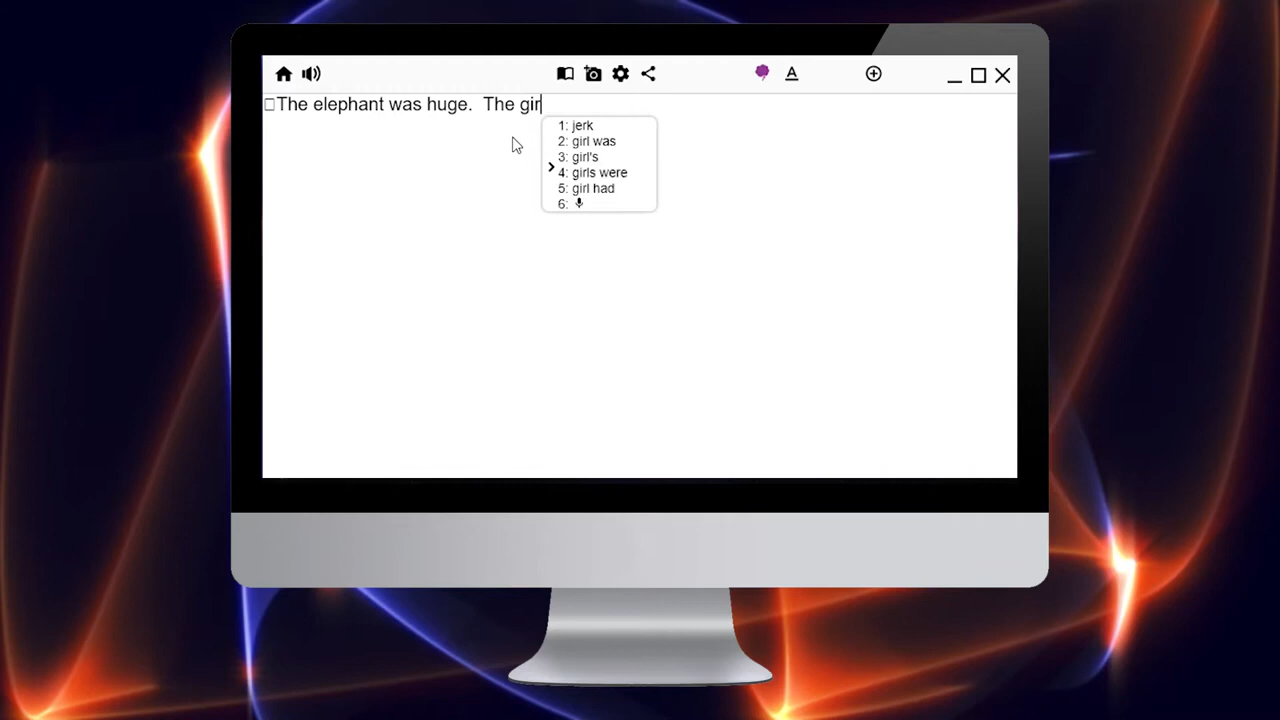 The elephant was huge.  The gir
1: jerk
2: girl was
3: girl's
4: girls were
5: girl had
6: